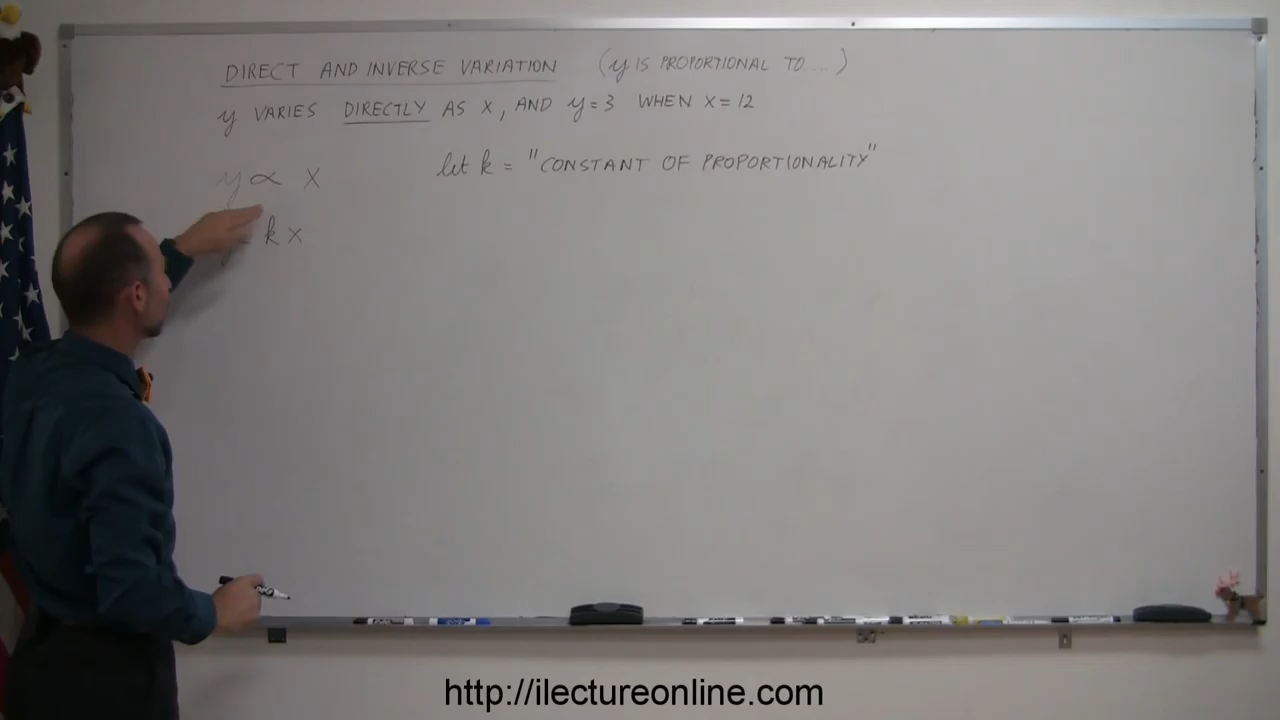 DIRECT AND INVERSE VARIATION (y IS PROPORTIONAL TO....)
y VARIES DIRECTLY AS X, AND y=3 WHEN X=12
y ∝ X
let k = "CONSTANT OF PROPORTIONALITY"
k x
http://ilectureonline.com